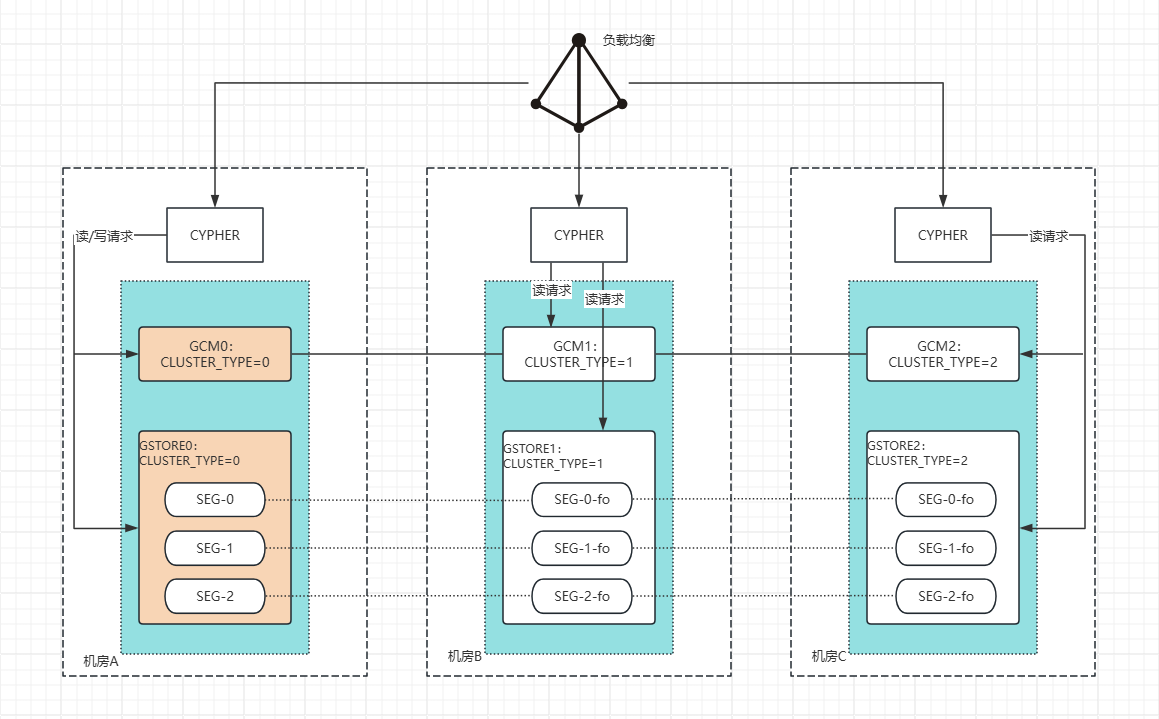 负载均衡
CYPHER
CYPHER
CYPHER
读/写请求
读请求
读请求
读请求
GCM0:
CLUSTER_TYPE=0
GCM1:
CLUSTER_TYPE=1
GCM2:
CLUSTER_TYPE=2
GSTORE0:
CLUSTER_TYPE=0
SEG-0
SEG-1
SEG-2
GSTORE1:
CLUSTER_TYPE=1
SEG-0-fo
SEG-1-fo
SEG-2-fo
GSTORE2:
CLUSTER_TYPE=2
SEG-0-fo
SEG-1-fo
SEG-2-fo
机房A
机房B
机房C